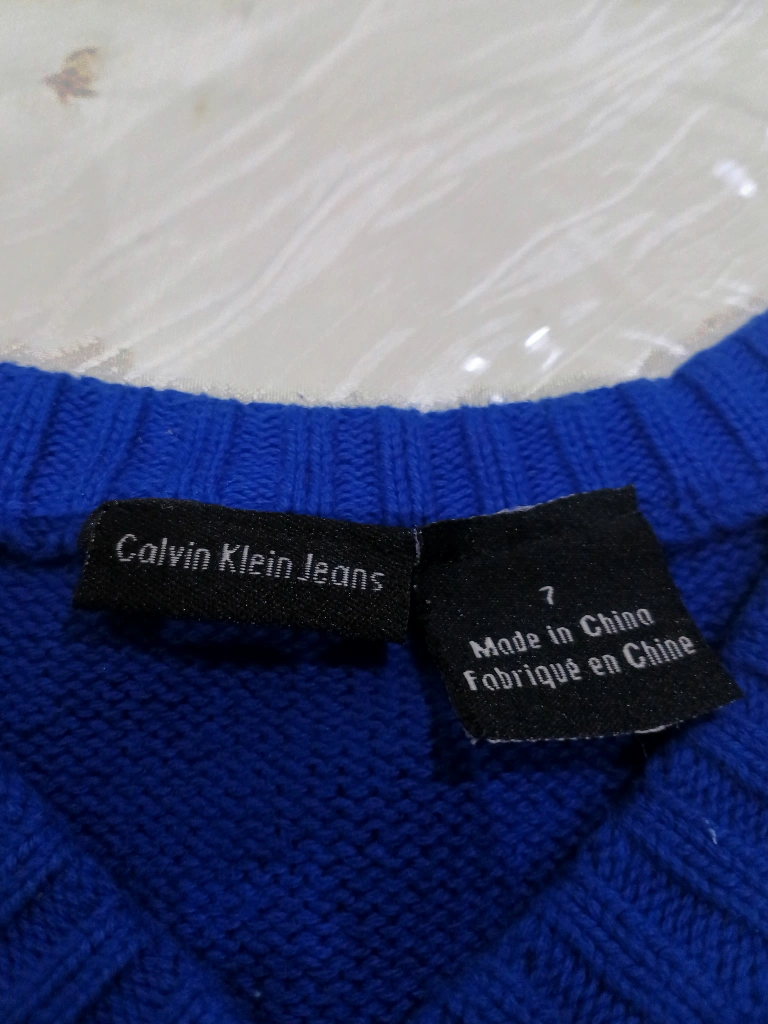 Calvin Klein Jeans
7
Made in China
Fabriqué en Chine